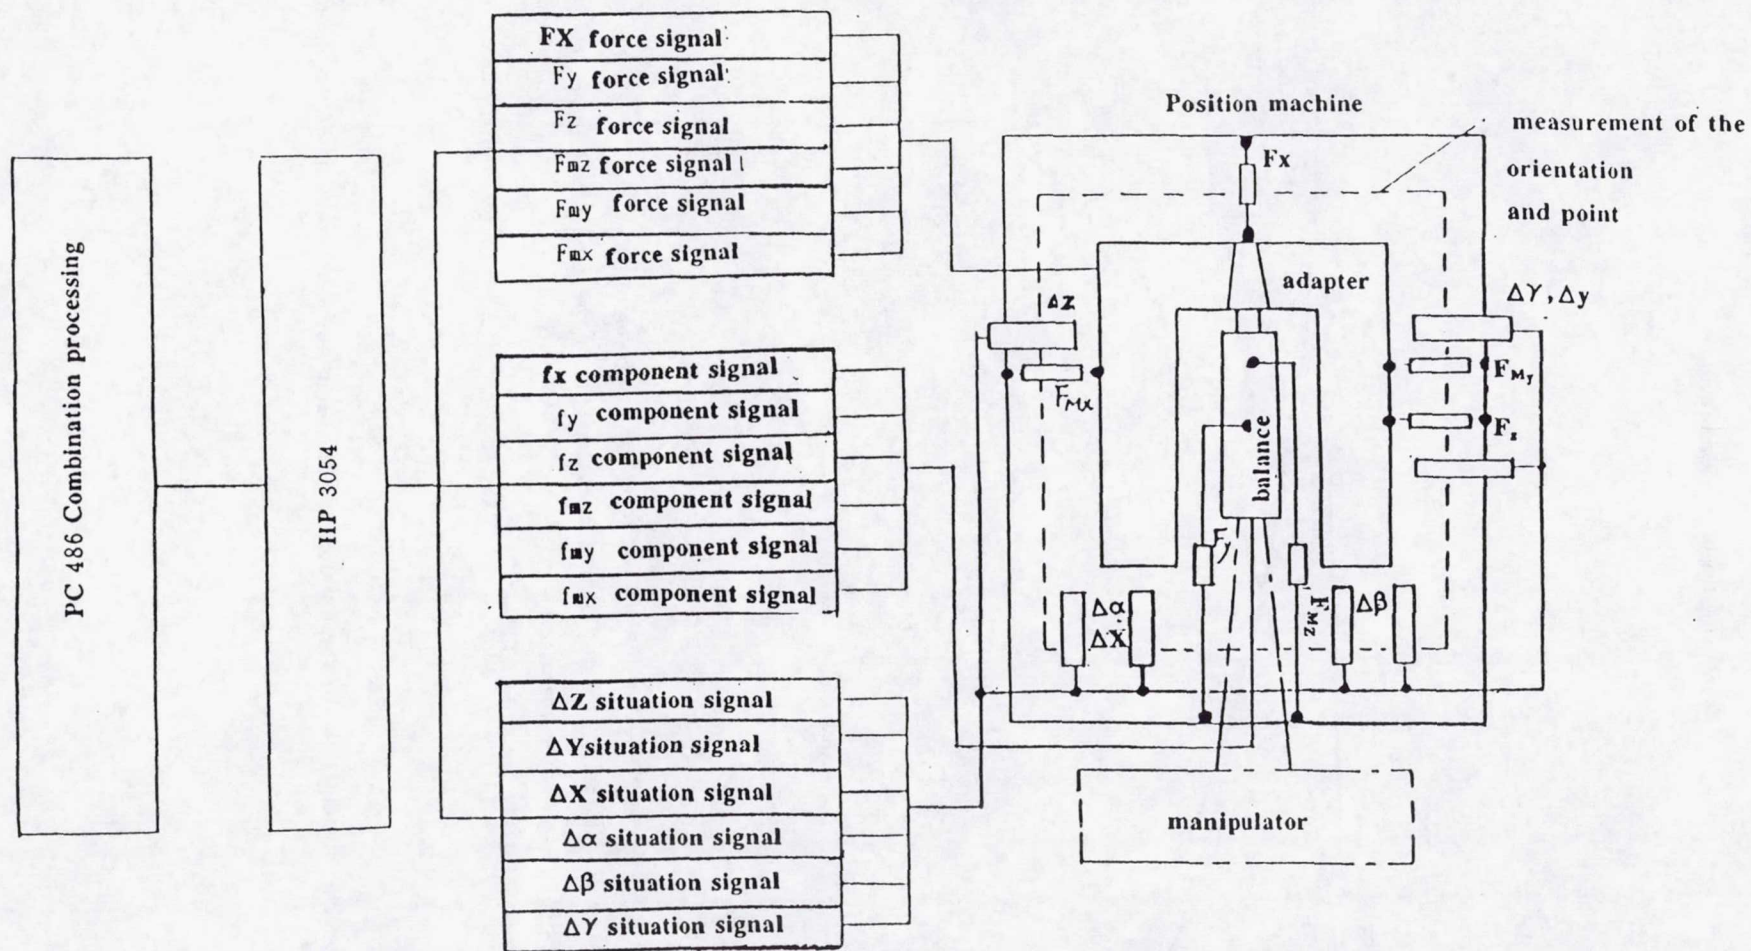 PC 486 Combination processing
HP 3054
FX force signal
Fy force signal
Fz force signal
Fmz force signal
Fmy force signal
Fmx force signal
fx component signal
fy component signal
fz component signal
fmz component signal
fmy component signal
fmx component signal
ΔZ situation signal
ΔYsituation signal
ΔX situation signal
Δα situation signal
Δβ situation signal
Δγ situation signal
Position machine
measurement of the
orientation
and point
Fx
adapter
ΔZ
Δγ, Δy
FMx
FMy
Fz
balance
Fy
FMz
Δα
ΔX
Δβ
manipulator